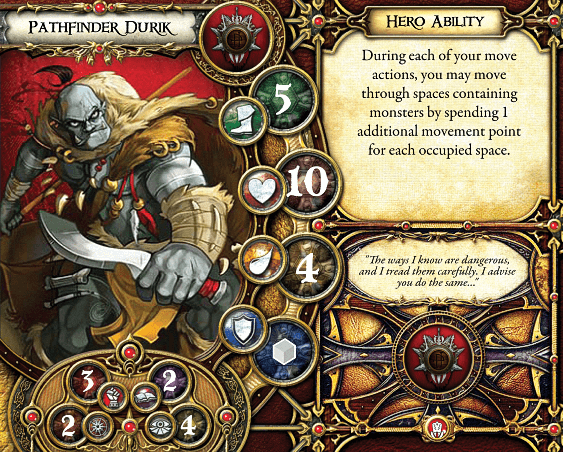 Pathfinder Durik
5
10
4
3
2
2
4
Hero Ability
During each of your move
actions, you may move
through spaces containing
monsters by spending 1
additional movement point
for each occupied space.
"The ways I know are dangerous,
and I tread them carefully. I advise
you do the same..."